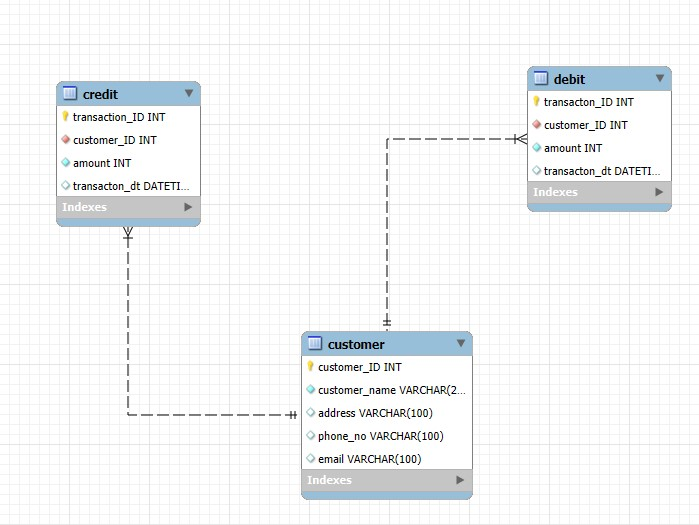 credit
transaction_ID INT
customer_ID INT
amount INT
transacton_dt DATETI...
Indexes
debit
transacton_ID INT
customer_ID INT
amount INT
transacton_dt DATETI...
Indexes
customer
customer_ID INT
customer_name VARCHAR(2...
address VARCHAR(100)
phone_no VARCHAR(100)
email VARCHAR(100)
Indexes